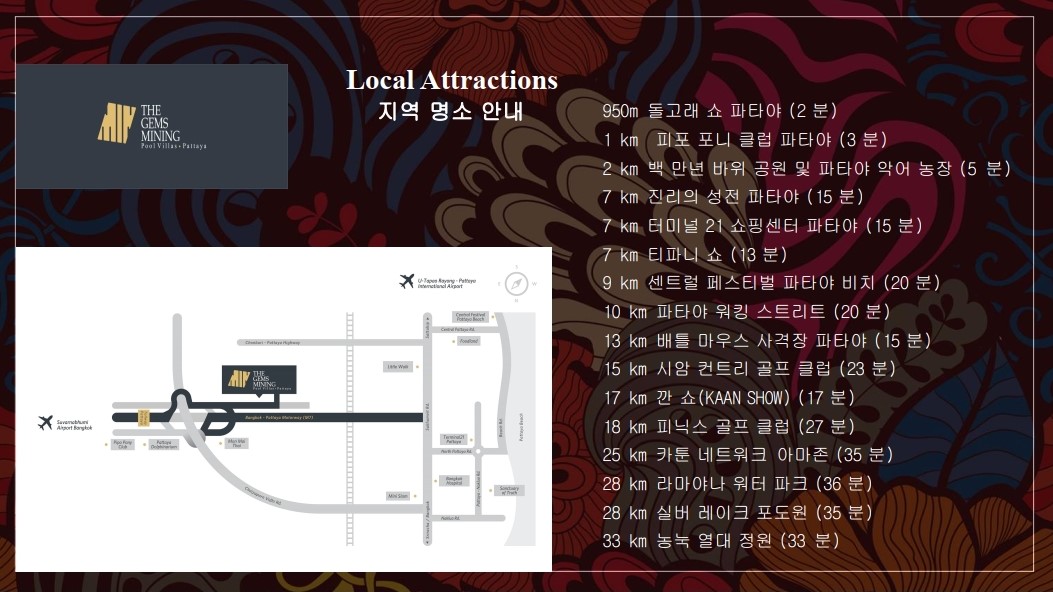 THE
GEMS
MINING
Pool Villas • Pattaya
Local Attractions
지역 명소 안내
950m 돌고래 쇼 파타야 (2 분)
1 km 피포 포니 클럽 파타야 (3 분)
2 km 백 만년 바위 공원 및 파타야 악어 농장 (5 분)
7 km 진리의 성전 파타야 (15 분)
7 km 터미널 21 쇼핑센터 파타야 (15 분)
7 km 티파니 쇼 (13 분)
9 km 센트럴 페스티벌 파타야 비치 (20 분)
10 km 파타야 워킹 스트리트 (20 분)
13 km 배틀 마우스 사격장 파타야 (15 분)
15 km 시암 컨트리 골프 클럽 (23 분)
17 km 깐 쇼(KAAN SHOW) (17 분)
18 km 피닉스 골프 클럽 (27 분)
25 km 카툰 네트워크 아마존 (35 분)
28 km 라마야나 워터 파크 (36 분)
28 km 실버 레이크 포도원 (35 분)
33 km 농눅 열대 정원 (33 분)
U-Tapao Rayong - Pattaya
International Airport
S
E
W
N
Central Festival
Pattaya Beach
Central Pattaya Rd.
Foodland
Chonburi - Pattaya Highway
Little Walk
THE
GEMS
MINING
Pool Villas • Pattaya
Suvarnabhumi
Airport Bangkok
Bangkok - Pattaya Motorway (M7)
Sukhumvit Rd.
Beach Rd.
Pattaya Beach
Pipo Pony
Club
Pattaya
Dolphinarium
Mori Mai
Thai
Terminal21
Pattaya
North Pattaya Rd.
Bangkok
Hospital
Sanctuary
of Truth
Pattaya - Naklua Rd.
Mini Siam
Naklua Rd.